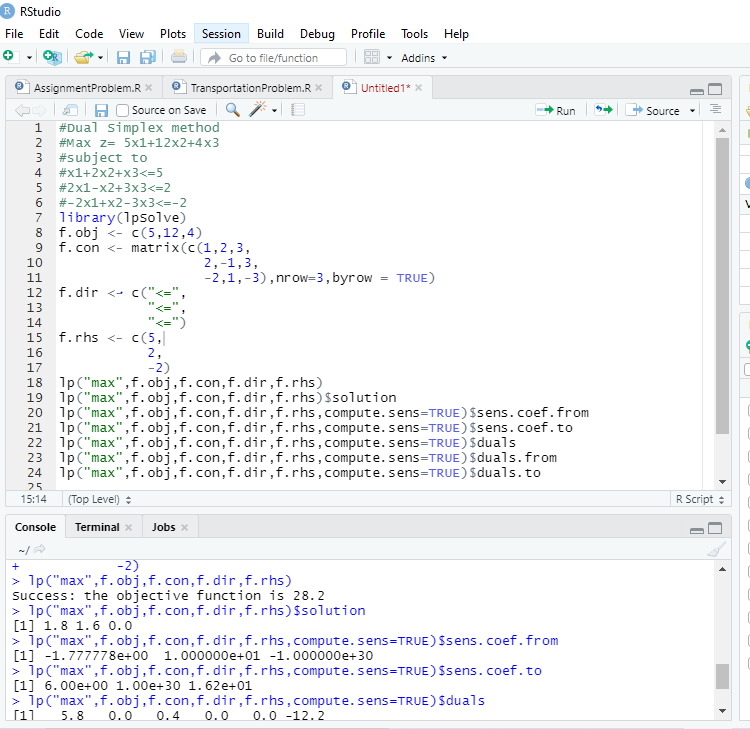 RStudio
File Edit Code View Plots Session Build Debug Profile Tools Help
Go to file/function Addins
AssignmentProblem.R TransportationProblem.R Untitled1*
Source on Save Run Source
1 #Dual Simplex method
2 #Max z= 5x1+12x2+4x3
3 #subject to
4 #x1+2x2+x3<=5
5 #2x1-x2+3x3<=2
6 #-2x1+x2-3x3<=-2
7 library(lpSolve)
8 f.obj <- c(5,12,4)
9 f.con <- matrix(c(1,2,3,
10 2,-1,3,
11 -2,1,-3),nrow=3,byrow = TRUE)
12 f.dir <- c("<=",
13 "<=",
14 "<=")
15 f.rhs <- c(5,
16 2,
17 -2)
18 lp("max",f.obj,f.con,f.dir,f.rhs)
19 lp("max",f.obj,f.con,f.dir,f.rhs)$solution
20 lp("max",f.obj,f.con,f.dir,f.rhs,compute.sens=TRUE)$sens.coef.from
21 lp("max",f.obj,f.con,f.dir,f.rhs,compute.sens=TRUE)$sens.coef.to
22 lp("max",f.obj,f.con,f.dir,f.rhs,compute.sens=TRUE)$duals
23 lp("max",f.obj,f.con,f.dir,f.rhs,compute.sens=TRUE)$duals.from
24 lp("max",f.obj,f.con,f.dir,f.rhs,compute.sens=TRUE)$duals.to
25
15:14 (Top Level) R Script
Console Terminal Jobs
~/
+ -2)
> lp("max",f.obj,f.con,f.dir,f.rhs)
Success: the objective function is 28.2
> lp("max",f.obj,f.con,f.dir,f.rhs)$solution
[1] 1.8 1.6 0.0
> lp("max",f.obj,f.con,f.dir,f.rhs,compute.sens=TRUE)$sens.coef.from
[1] -1.777778e+00 1.000000e+01 -1.000000e+30
> lp("max",f.obj,f.con,f.dir,f.rhs,compute.sens=TRUE)$sens.coef.to
[1] 6.00e+00 1.00e+30 1.62e+01
> lp("max",f.obj,f.con,f.dir,f.rhs,compute.sens=TRUE)$duals
[1] 5.8 0.0 0.4 0.0 0.0 -12.2